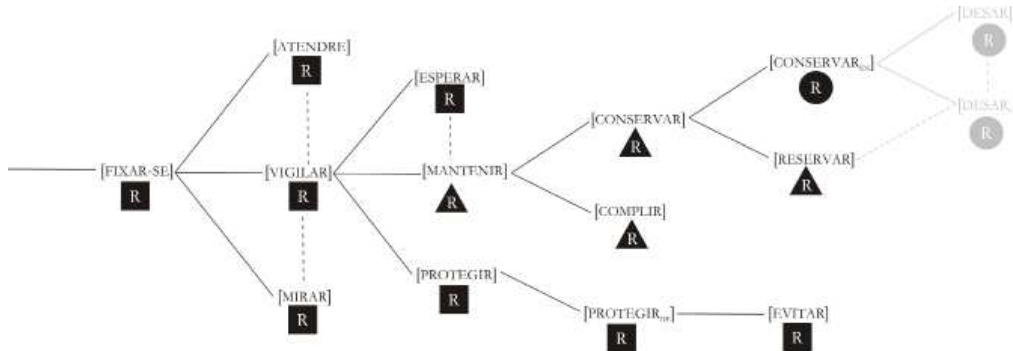 [DESAR]
R
[ATENDRE]
R
[CONSERVAR]
R
[ESPERAR]
R
[DESAR]
R
[CONSERVAR]
R
[RESERVAR]
R
[FIXAR-SE]
R
[VIGILAR]
R
[MANTENIR]
R
[COMPLIR]
R
[PROTEGIR]
R
[MIRAR]
R
[PROTEGIR]
R
[EVITAR]
R